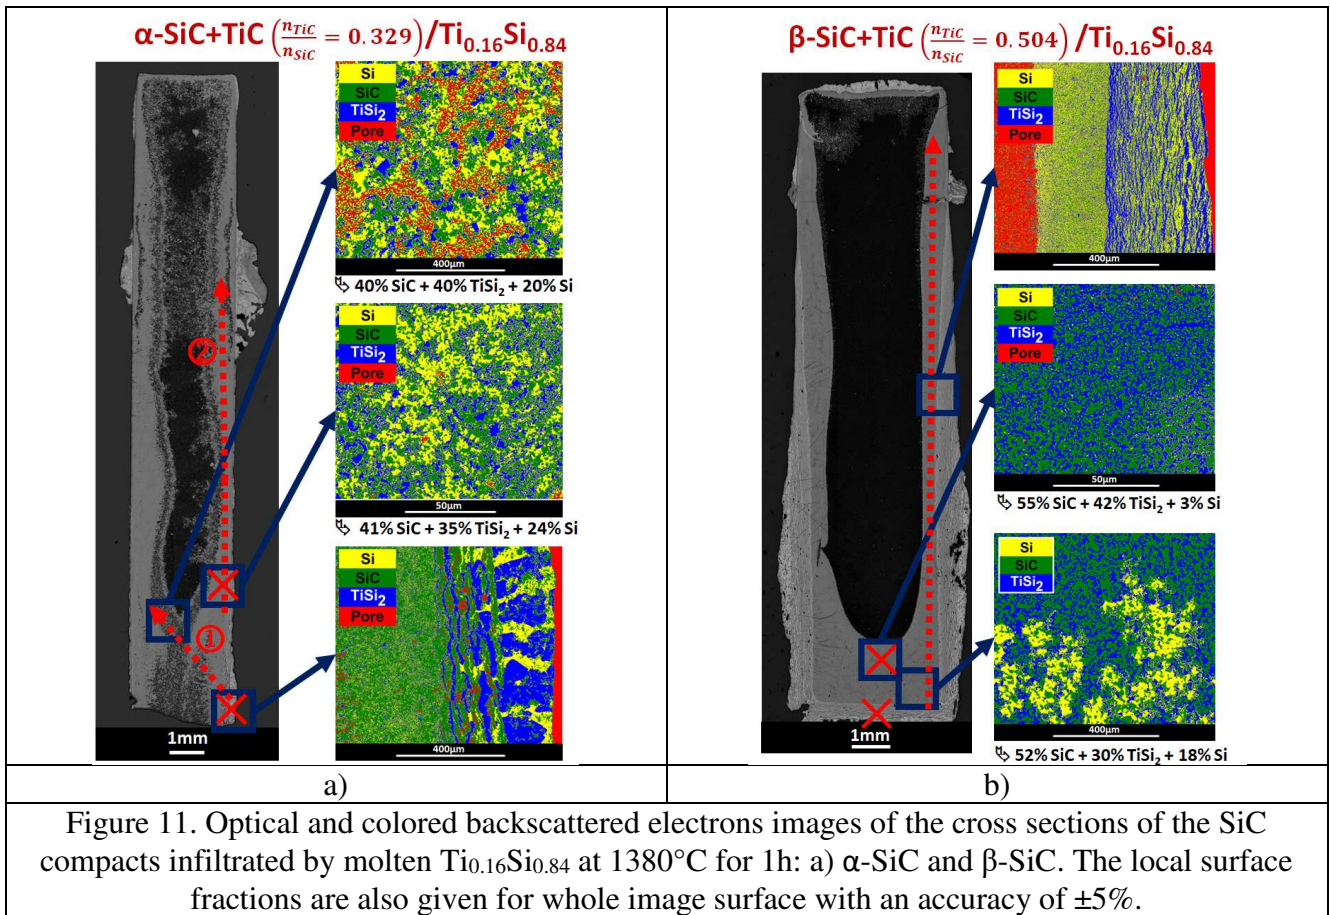 α-SiC+TiC (n_TiC/n_SiC = 0.329)/Ti0.16Si0.84
Si
SiC
TiSi2
Pore
400µm
⮱ 40% SiC + 40% TiSi2 + 20% Si
Si
SiC
TiSi2
Pore
50µm
⮱ 41% SiC + 35% TiSi2 + 24% Si
Si
SiC
TiSi2
Pore
400µm
②
①
1mm
β-SiC+TiC (n_TiC/n_SiC = 0.504) /Ti0.16Si0.84
Si
SiC
TiSi2
Pore
400µm
Si
SiC
TiSi2
Pore
50µm
⮱ 55% SiC + 42% TiSi2 + 3% Si
Si
SiC
TiSi2
400µm
⮱ 52% SiC + 30% TiSi2 + 18% Si
1mm
a)
b)
Figure 11. Optical and colored backscattered electrons images of the cross sections of the SiC
compacts infiltrated by molten Ti0.16Si0.84 at 1380°C for 1h: a) α-SiC and β-SiC. The local surface
fractions are also given for whole image surface with an accuracy of ±5%.